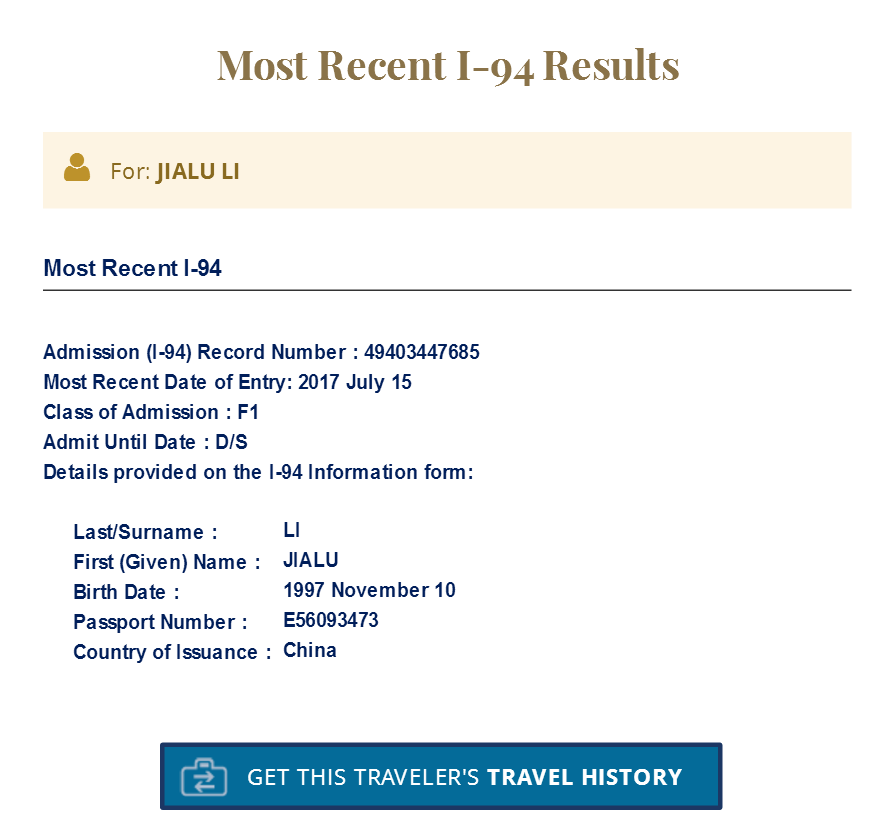 Most Recent I-94 Results
For: JIALU LI
Most Recent I-94
Admission (I-94) Record Number : 49403447685
Most Recent Date of Entry: 2017 July 15
Class of Admission : F1
Admit Until Date : D/S
Details provided on the I-94 Information form:
Last/Surname : LI
First (Given) Name : JIALU
Birth Date : 1997 November 10
Passport Number : E56093473
Country of Issuance : China
GET THIS TRAVELER'S TRAVEL HISTORY